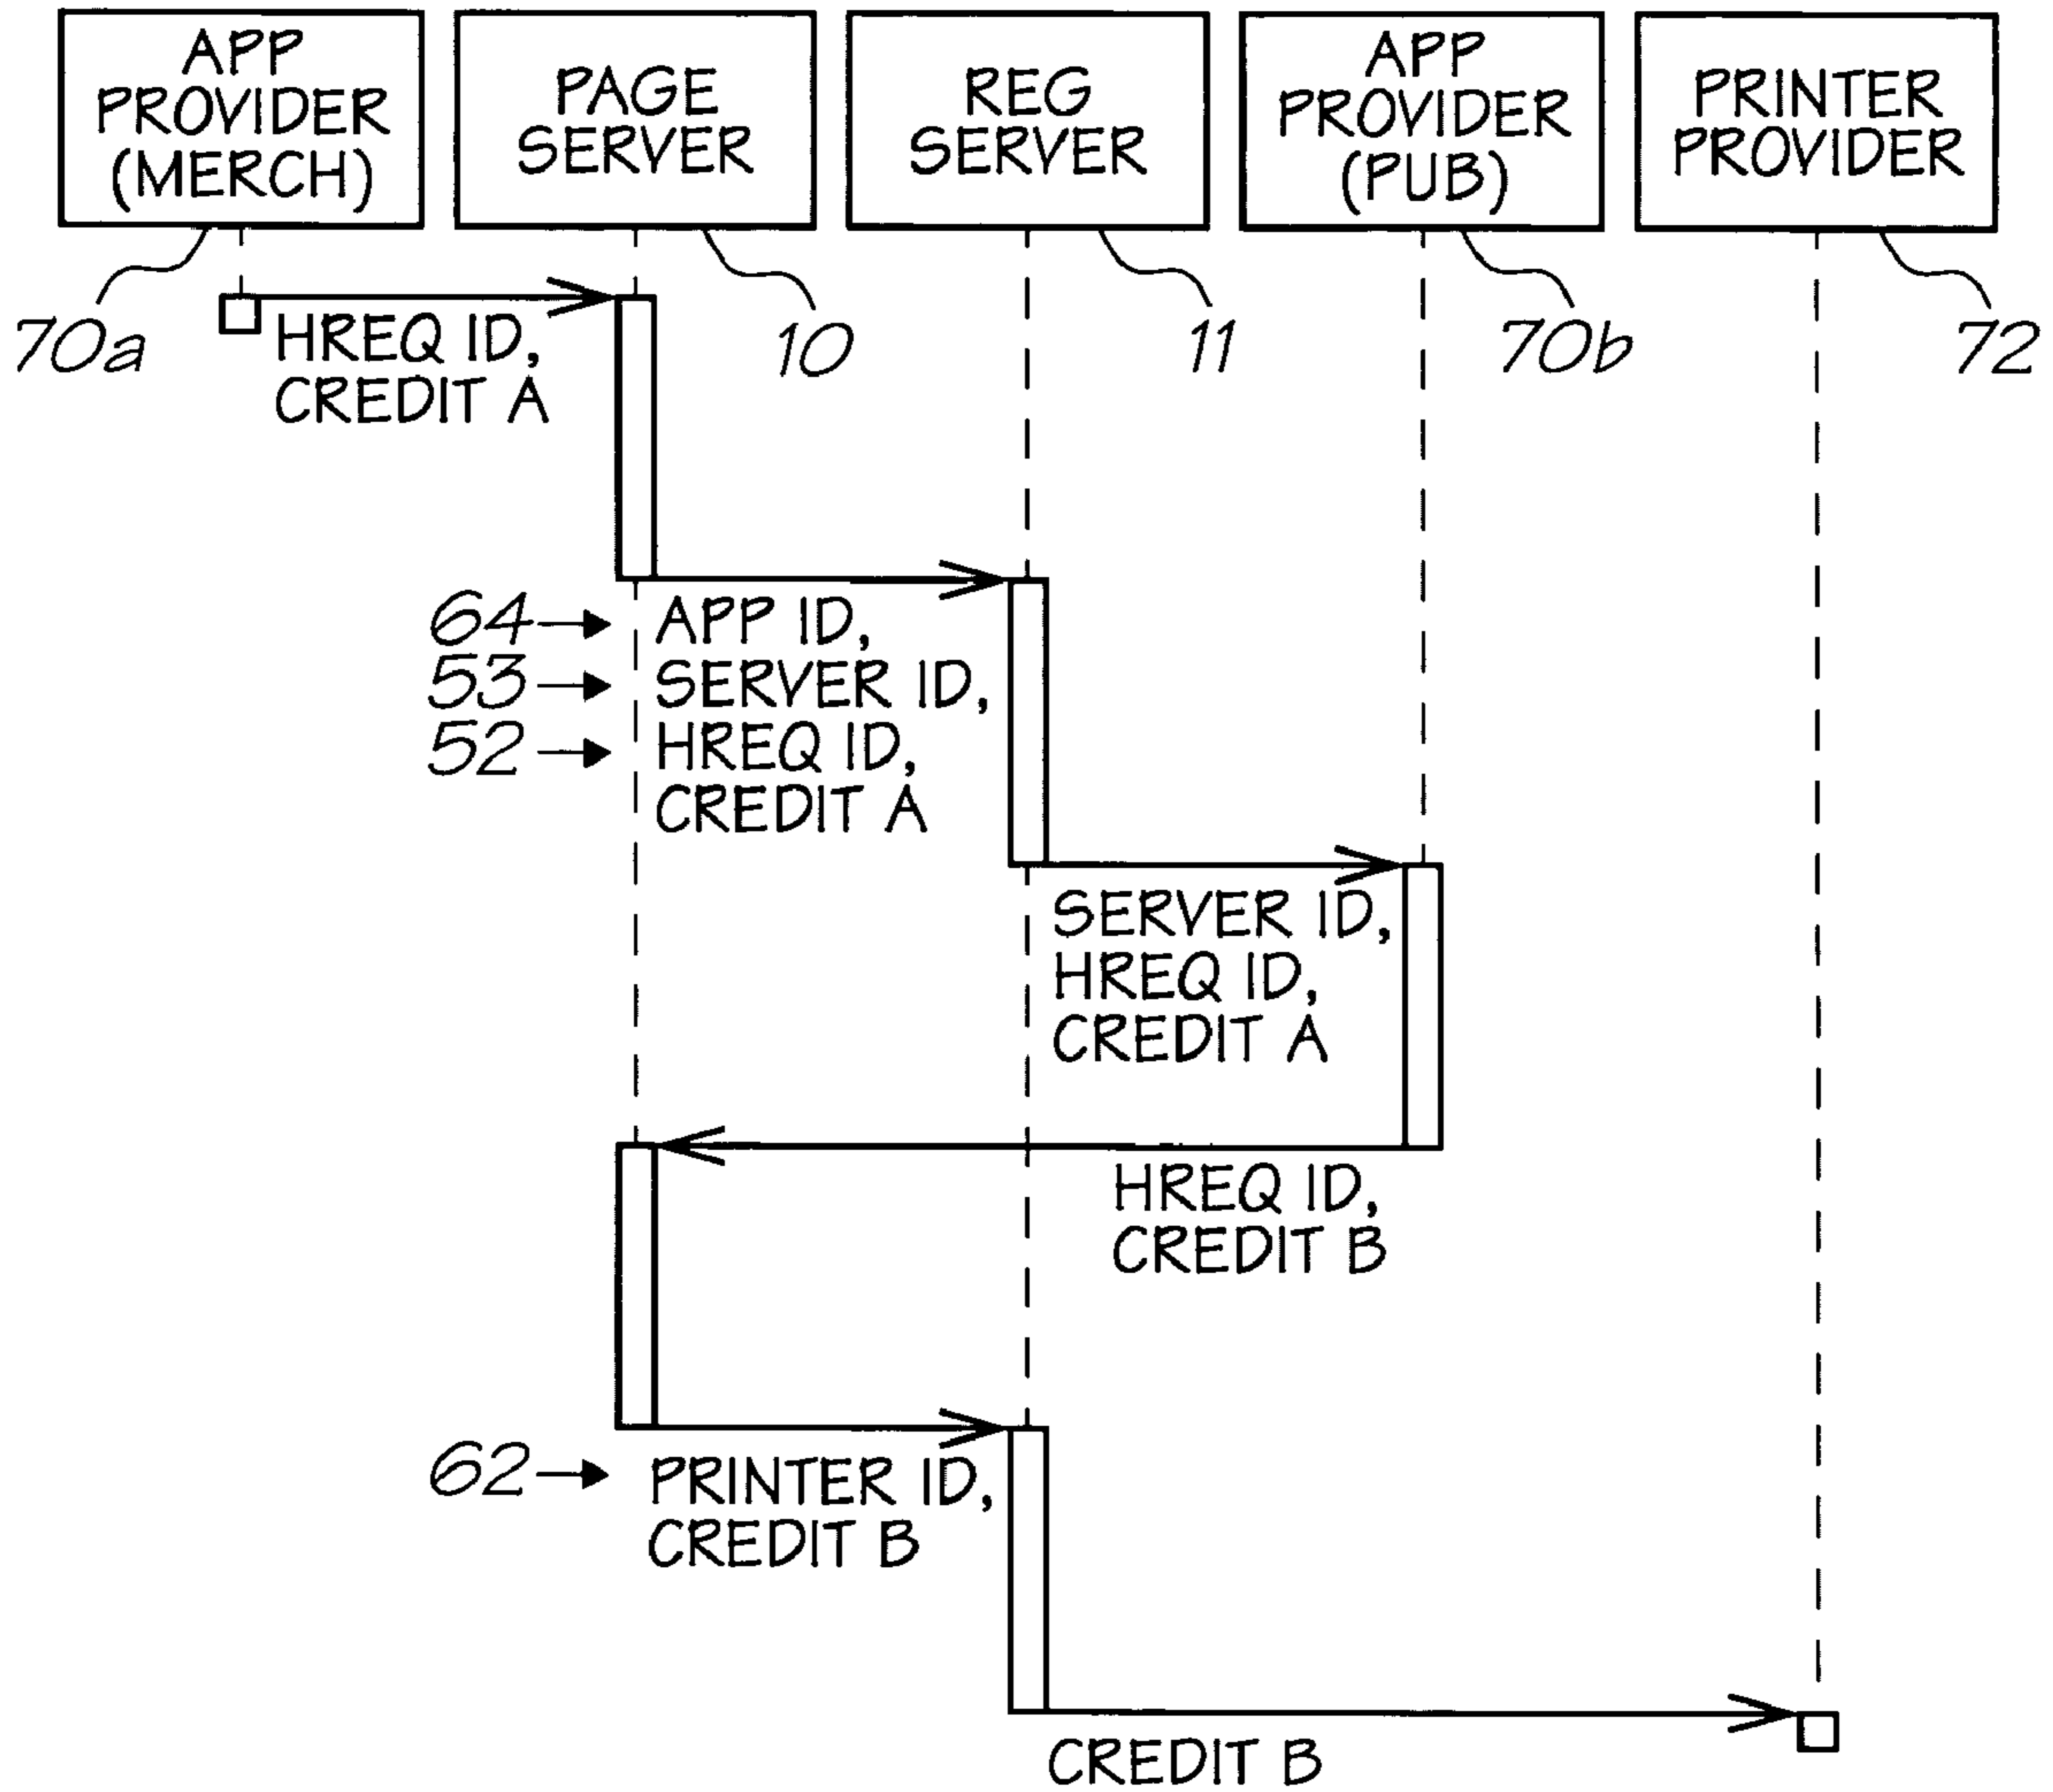 APP
PROVIDER
(MERCH)
PAGE
SERVER
REG
SERVER
APP
PROVIDER
(PUB)
PRINTER
PROVIDER
70a
10
11
70b
72
HREQ ID,
CREDIT A
64
APP ID,
53
SERVER ID,
52
HREQ ID,
CREDIT A
SERVER ID,
HREQ ID,
CREDIT A
HREQ ID,
CREDIT B
62
PRINTER ID,
CREDIT B
CREDIT B